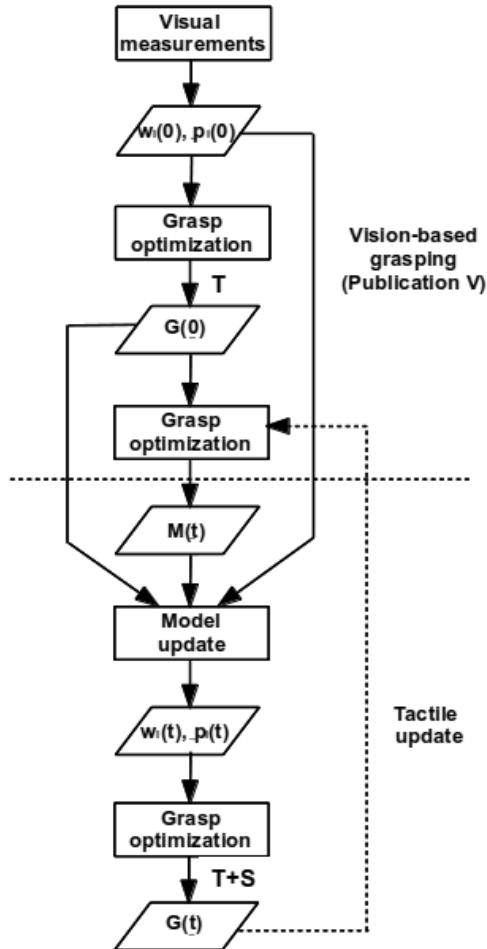 Visual
measurements
wᵢ(0), pᵢ(0)
Grasp
optimization
T
G(0)
Grasp
optimization
Vision-based
grasping
(Publication V)
M(t)
Model
update
wᵢ(t), pᵢ(t)
Grasp
optimization
T+S
G(t)
Tactile
update